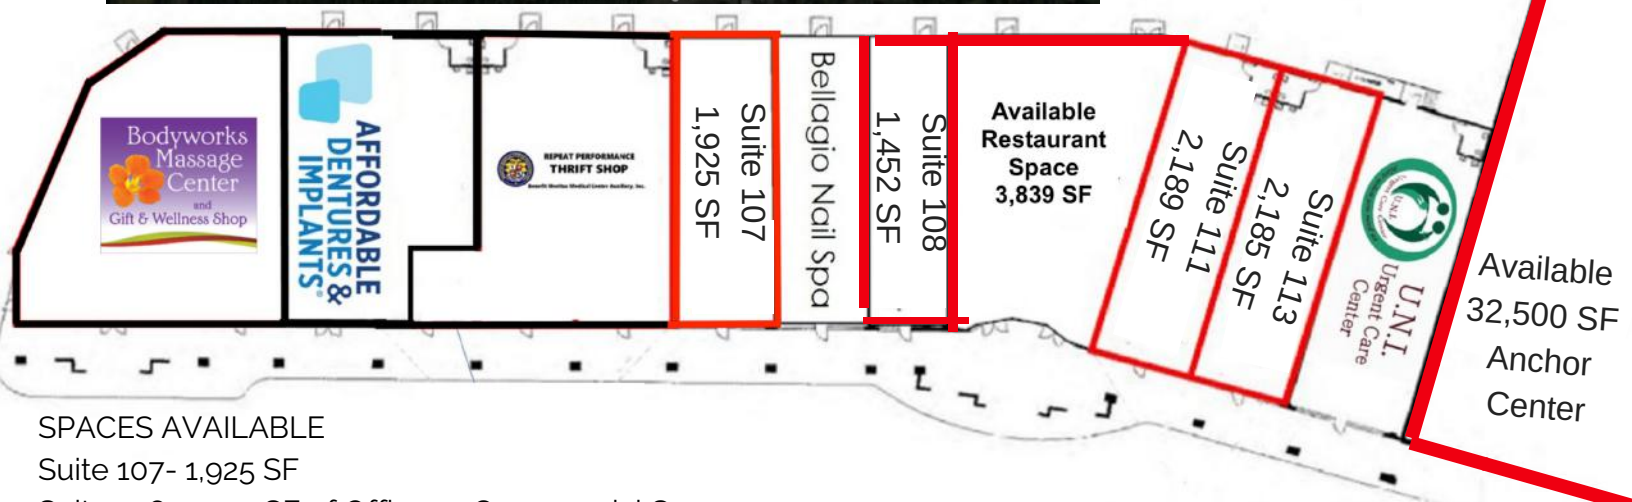 Bodyworks
Massage
Center
and
Gift & Wellness Shop
AFFORDABLE
DENTURES &
IMPLANTS®
REPEAT PERFORMANCE
THRIFT SHOP
Suite 107
1,925 SF
Bellagio Nail Spa
Suite 108
1,452 SF
Available
Restaurant
Space
3,839 SF
Suite 111
2,189 SF
Suite 113
2,185 SF
U.N.I.
U.N.I.
Urgent Care
Center
Available
32,500 SF
Anchor
Center
SPACES AVAILABLE
Suite 107- 1,925 SF